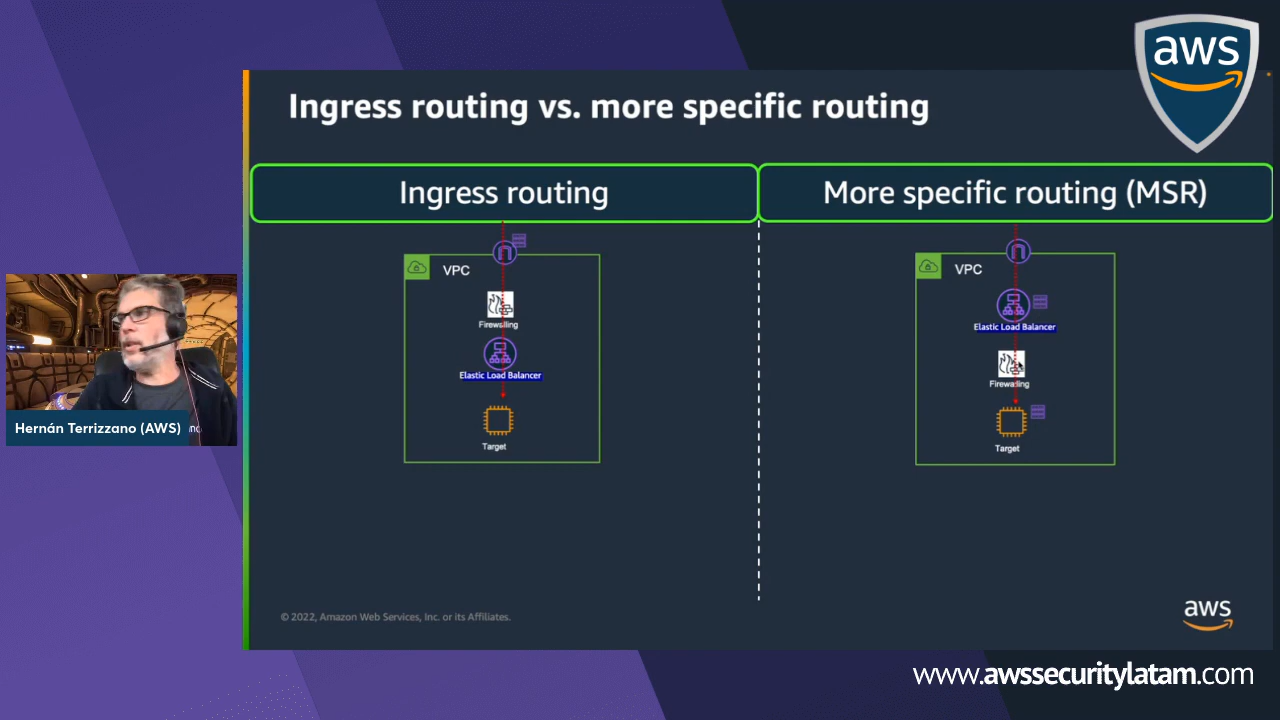 aws
Ingress routing vs. more specific routing
Ingress routing
More specific routing (MSR)
VPC
Firewalling
Elastic Load Balancer
Target
VPC
Elastic Load Balancer
Firewalling
Target
Hernán Terrizzano (AWS)
© 2022, Amazon Web Services, Inc. or its Affiliates.
aws
www.awssecuritylatam.com